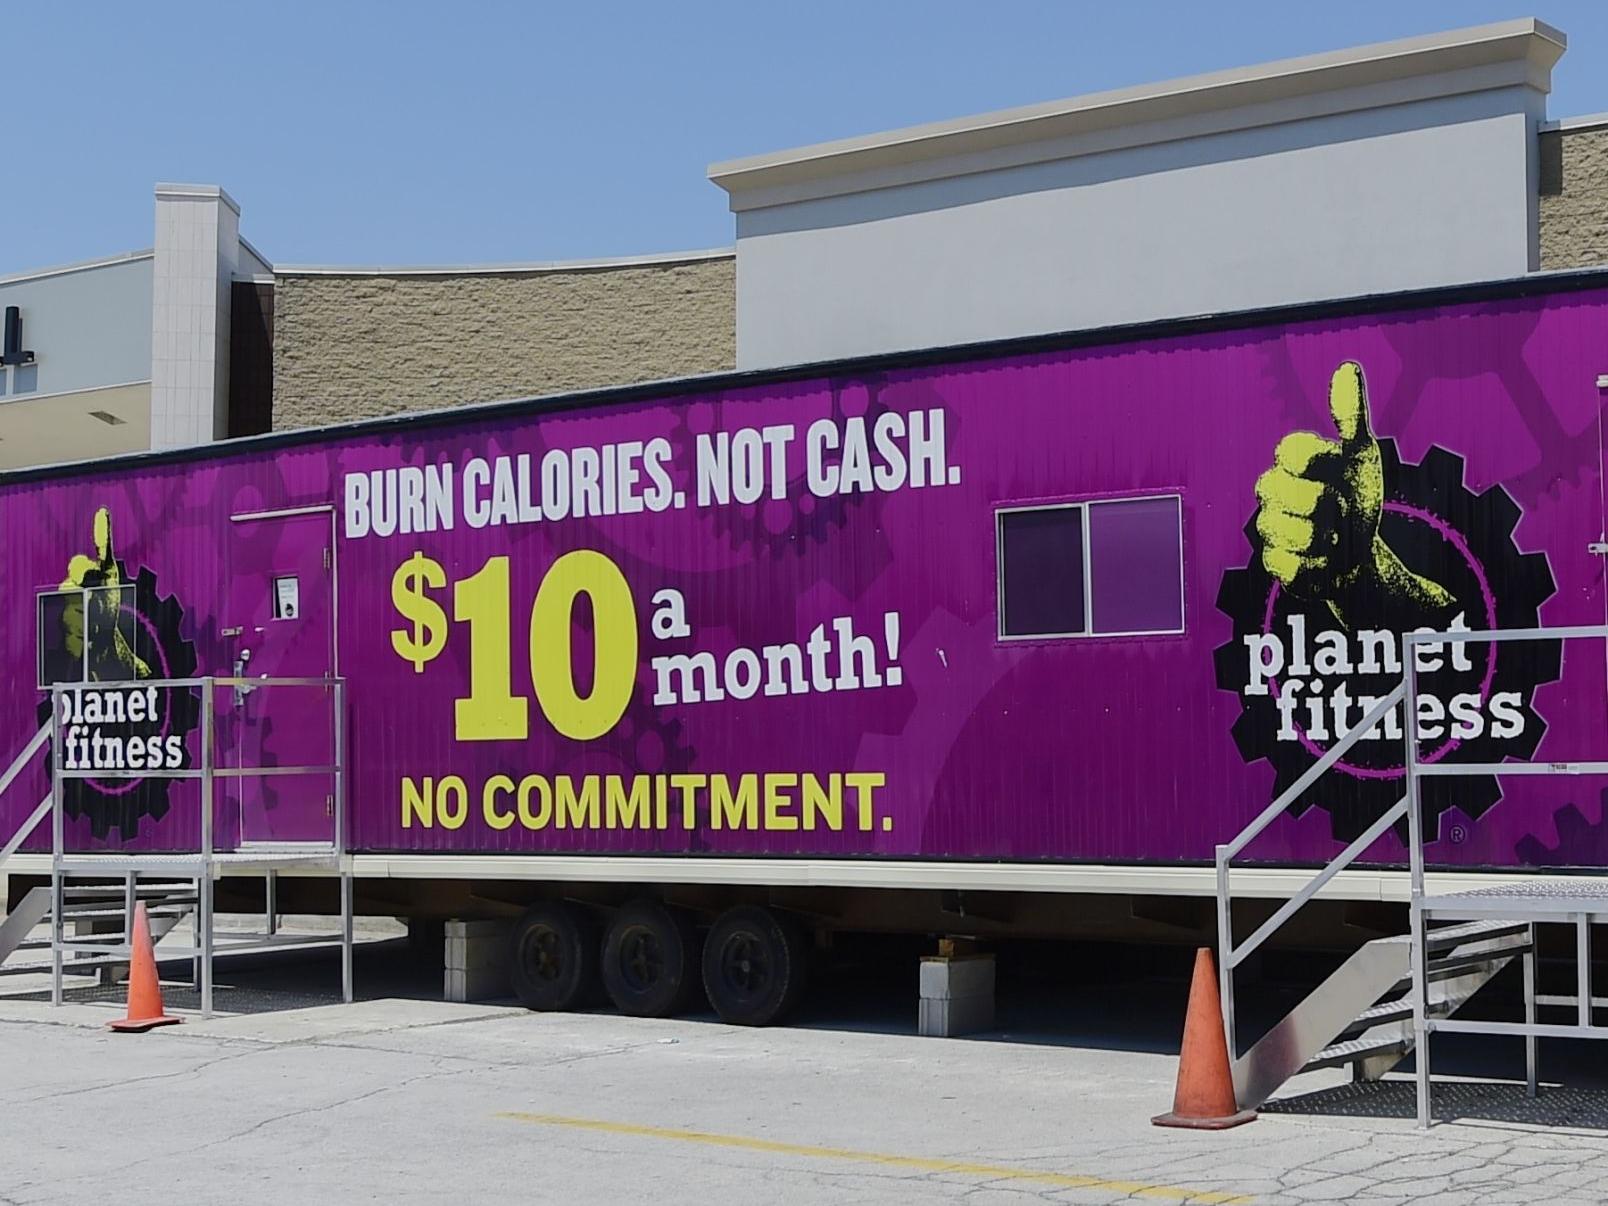 BURN CALORIES. NOT CASH.
$10 a
month!
NO COMMITMENT.
planet
fitness
planet
fitness
®